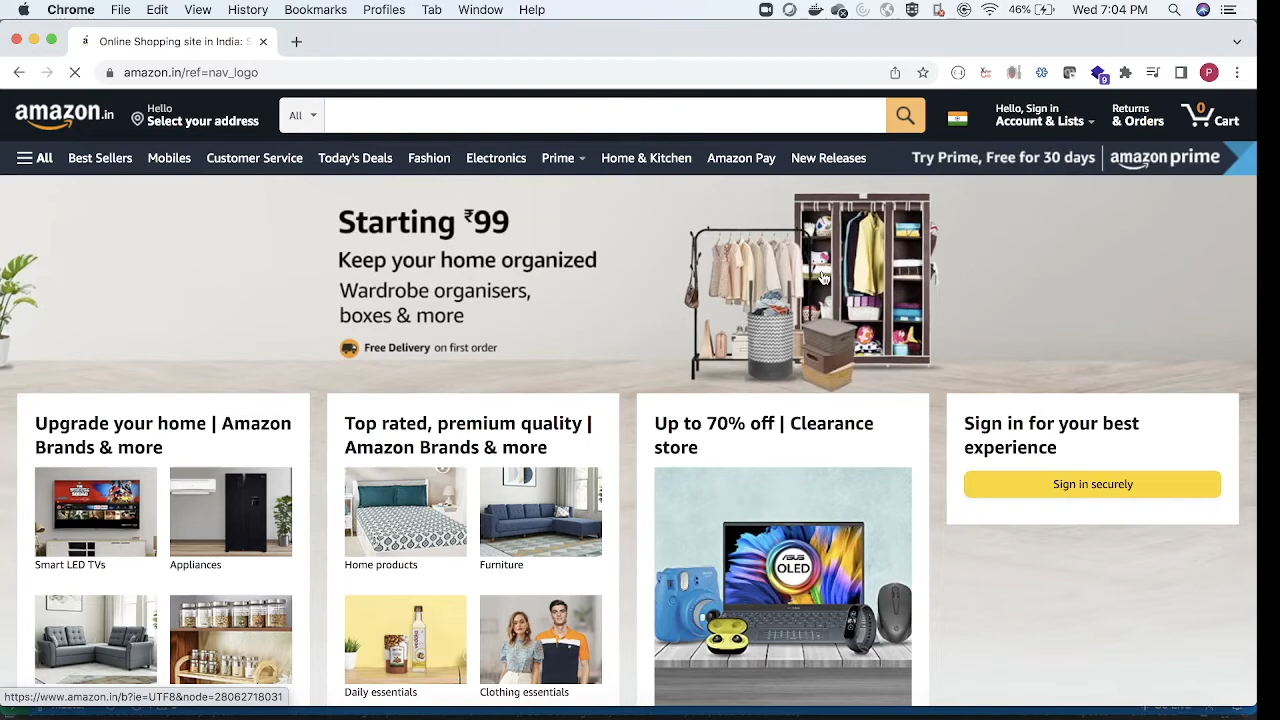 Chrome File Edit View History Bookmarks Profiles Tab Window Help 46% Wed 7:04 PM
Online Shopping site in India: S
amazon.in/ref=nav_logo
9 P
amazon.in
Hello
Select your address
All
Hello, Sign in
Account & Lists
Returns
& Orders
0
Cart
All Best Sellers Mobiles Customer Service Today's Deals Fashion Electronics Prime Home & Kitchen Amazon Pay New Releases
Try Prime, Free for 30 days amazon prime
Starting ₹99
Keep your home organized
Wardrobe organisers,
boxes & more
Free Delivery on first order
Upgrade your home | Amazon
Brands & more
Smart LED TVs
Appliances
Top rated, premium quality |
Amazon Brands & more
Home products
Furniture
Daily essentials
Clothing essentials
Up to 70% off | Clearance
store
ASUS
OLED
Sign in for your best
experience
Sign in securely
https://www.amazon.in/b?ie=UTF8&node=28062718031